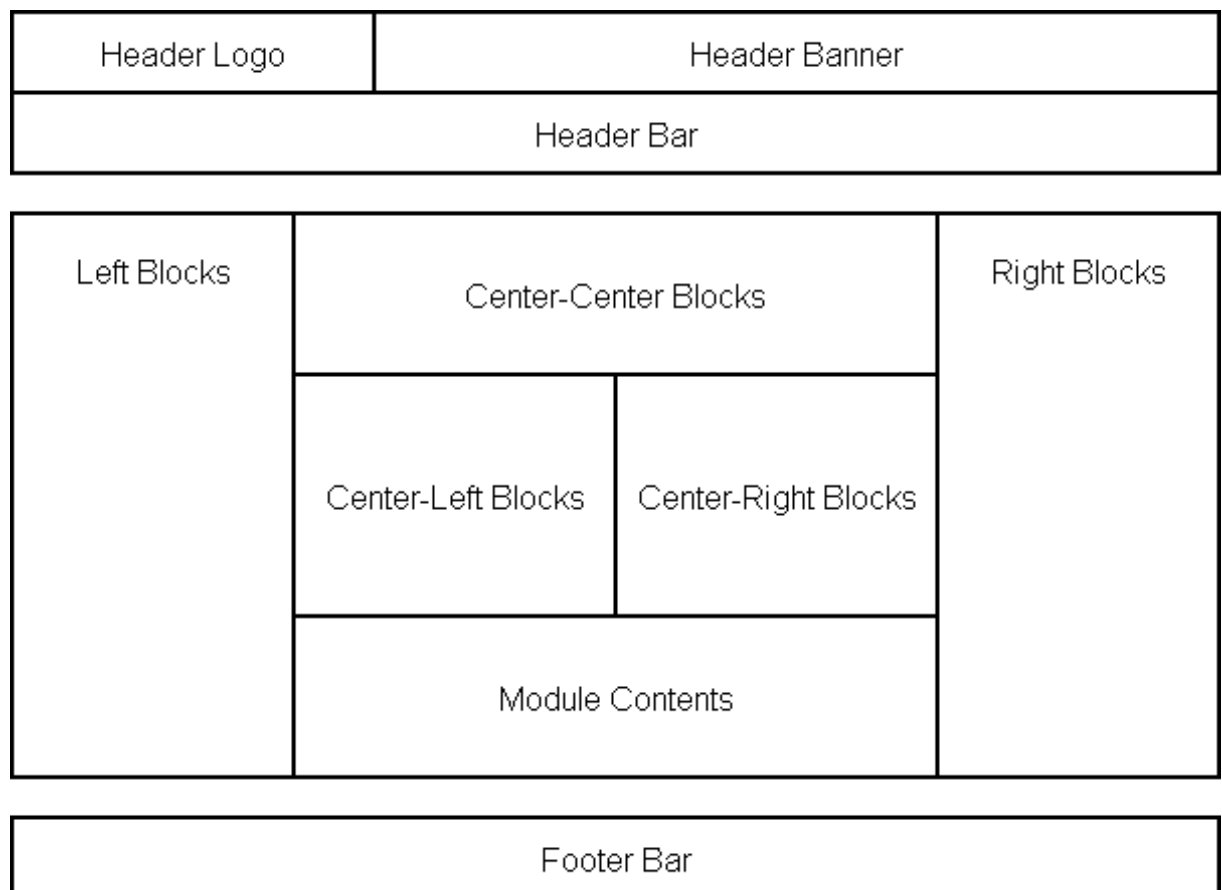 Header Logo
Header Banner
Header Bar
Left Blocks
Center-Center Blocks
Right Blocks
Center-Left Blocks
Center-Right Blocks
Module Contents
Footer Bar